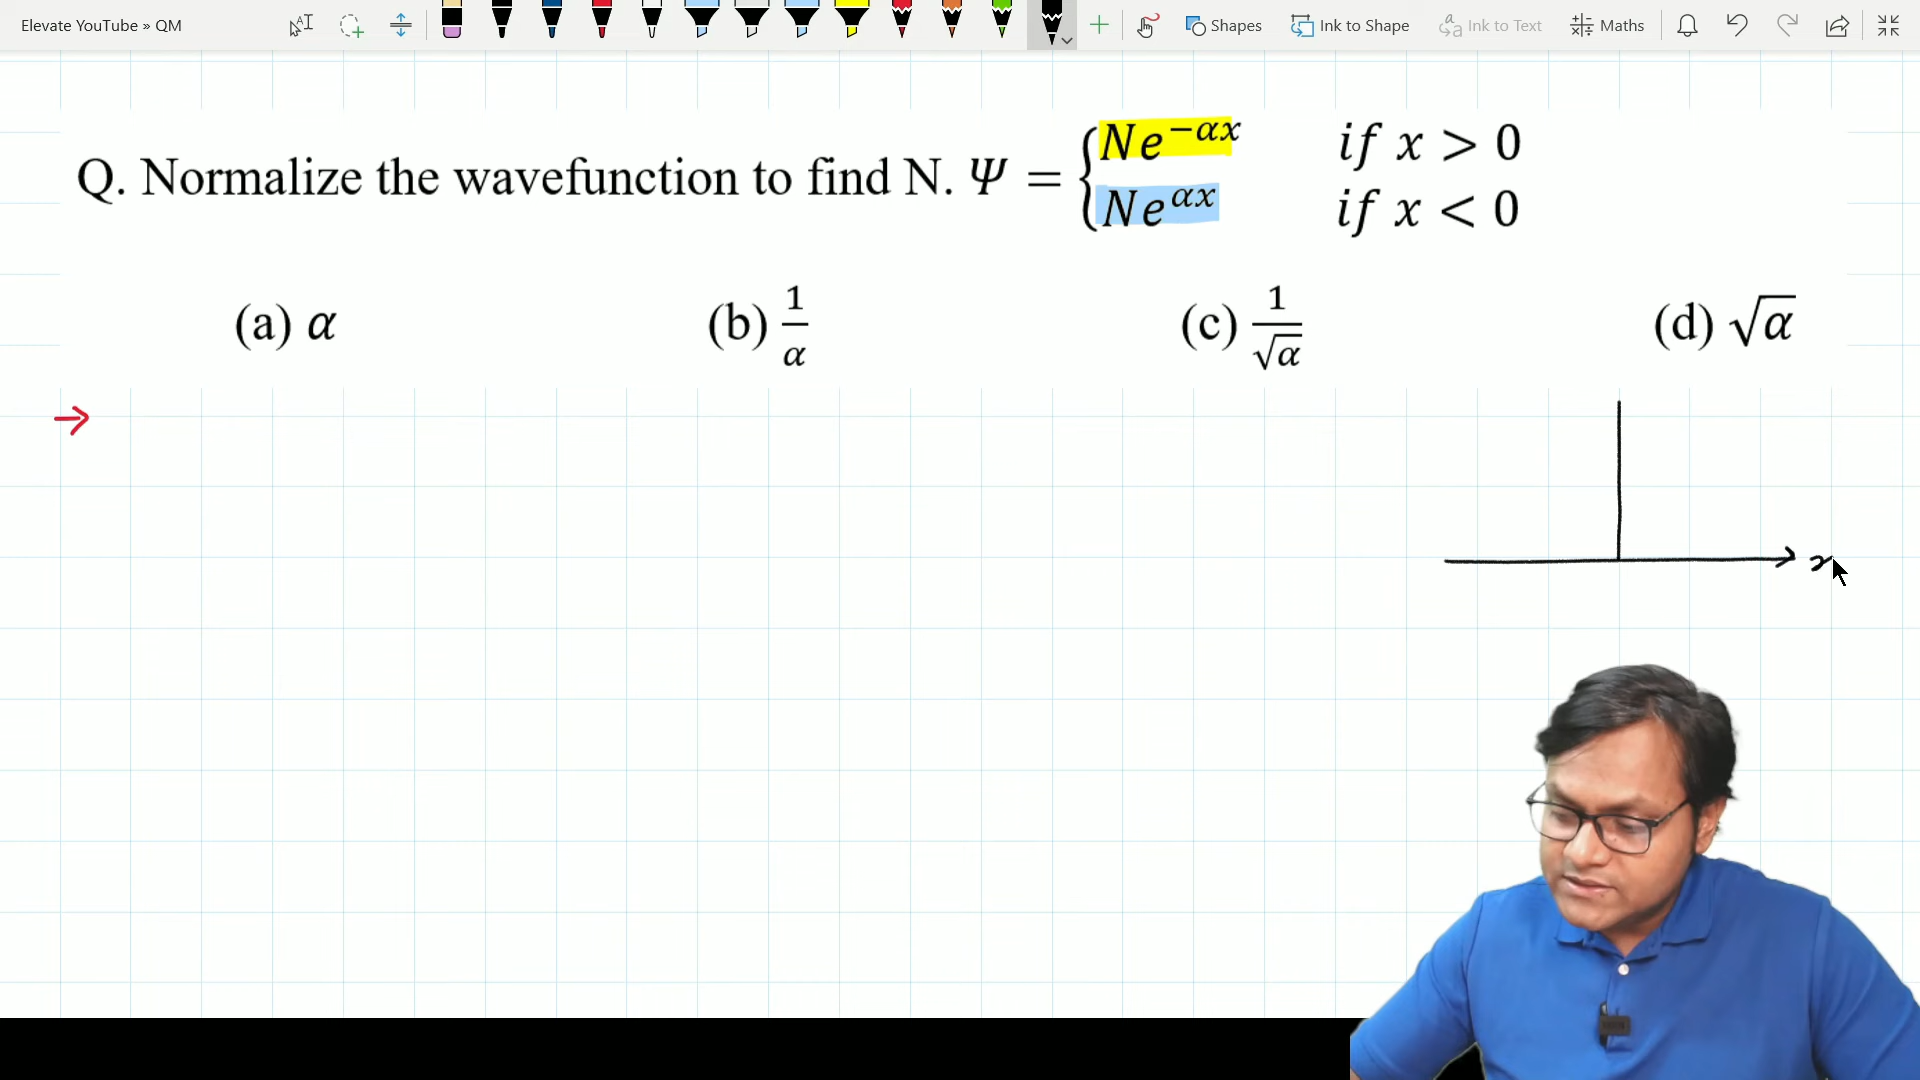 Elevate YouTube » QM
Shapes
Ink to Shape
Ink to Text
Maths
Q. Normalize the wavefunction to find N. Ψ = { Ne^{−αx} if x > 0
Ne^{αx} if x < 0
(a) α (b) 1/α (c) 1/√α (d) √α
→
x